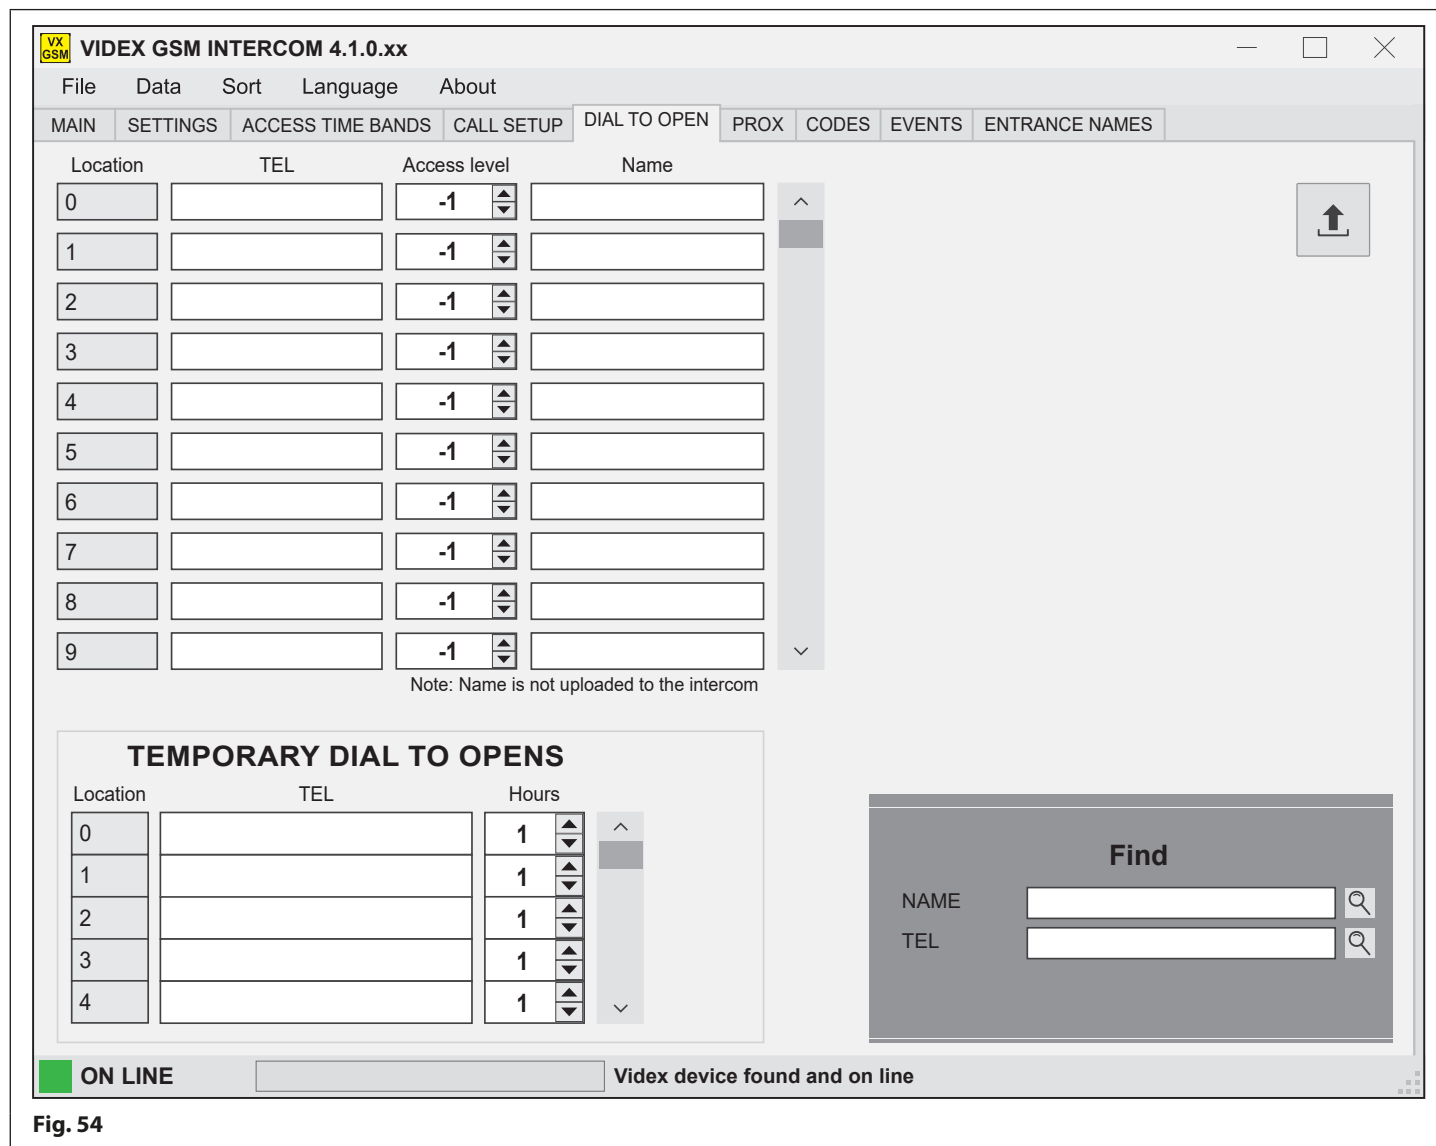 VX GSM VIDEX GSM INTERCOM 4.1.0.xx
File Data Sort Language About
MAIN SETTINGS ACCESS TIME BANDS CALL SETUP DIAL TO OPEN PROX CODES EVENTS ENTRANCE NAMES
Location TEL Access level Name
0 -1
1 -1
2 -1
3 -1
4 -1
5 -1
6 -1
7 -1
8 -1
9 -1
Note: Name is not uploaded to the intercom
TEMPORARY DIAL TO OPENS
Location TEL Hours
0 1
1 1
2 1
3 1
4 1
Find
NAME
TEL
ON LINE Videx device found and on line
Fig. 54